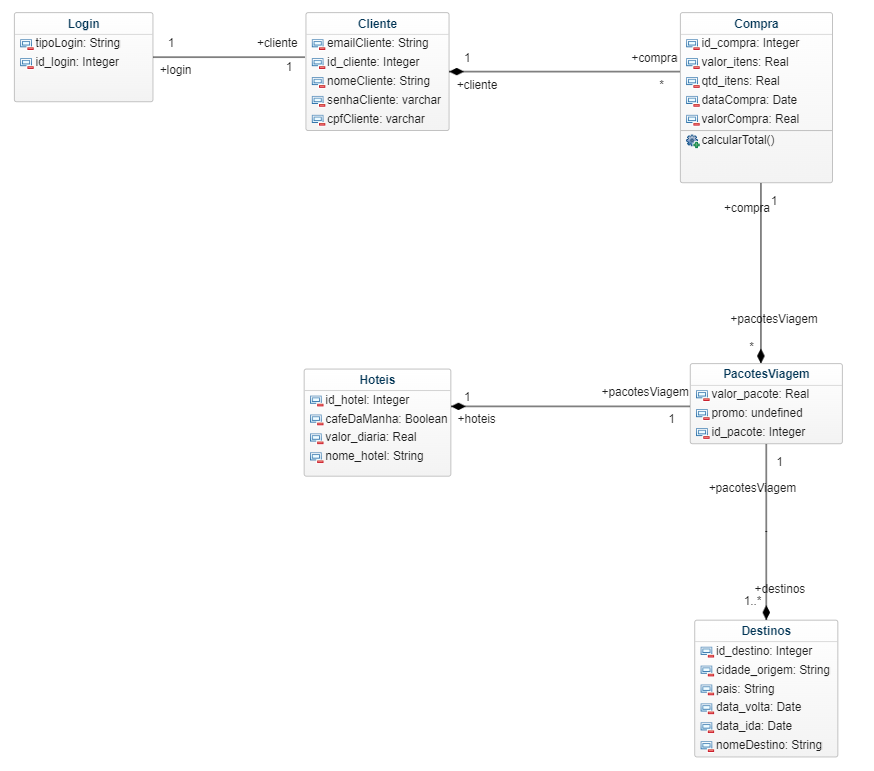 Login
tipoLogin: String
id_login: Integer
1
+cliente
+login
1
Cliente
emailCliente: String
id_cliente: Integer
nomeCliente: String
senhaCliente: varchar
cpfCliente: varchar
1
+compra
+cliente
*
Compra
id_compra: Integer
valor_itens: Real
qtd_itens: Real
dataCompra: Date
valorCompra: Real
calcularTotal()
1
+compra
+pacotesViagem
*
Hoteis
id_hotel: Integer
cafeDaManha: Boolean
valor_diaria: Real
nome_hotel: String
1
+pacotesViagem
+hoteis
1
PacotesViagem
valor_pacote: Real
promo: undefined
id_pacote: Integer
1
+pacotesViagem
+destinos
1..*
Destinos
id_destino: Integer
cidade_origem: String
pais: String
data_volta: Date
data_ida: Date
nomeDestino: String